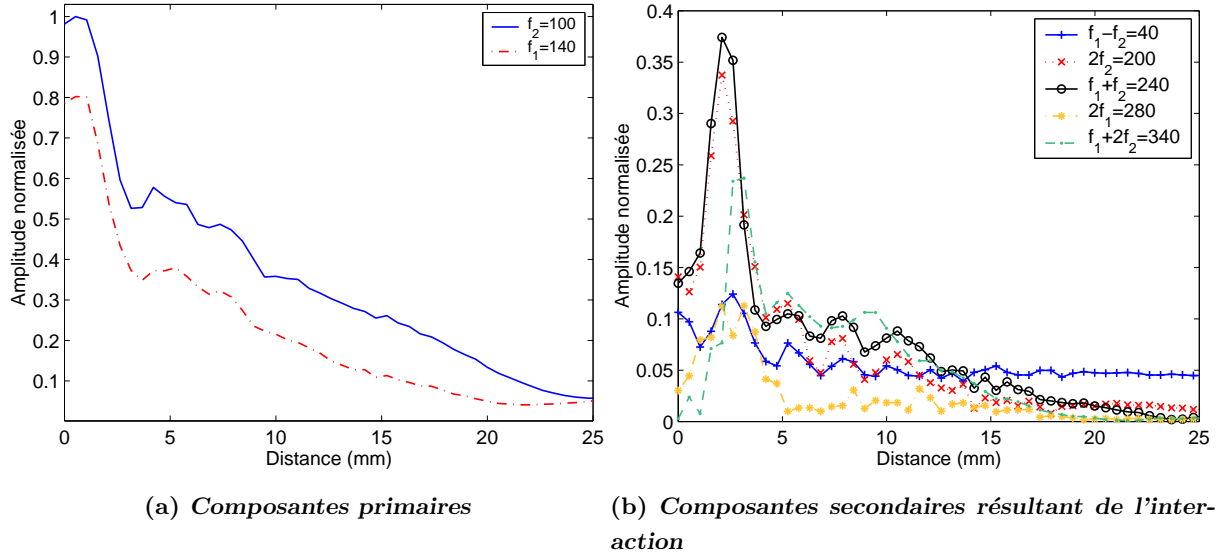 1
0.9
0.8
0.7
0.6
0.5
0.4
0.3
0.2
0.1
0 5 10 15 20 25
Amplitude normalisée
Distance (mm)
f₂=100
f₁=140
(a) Composantes primaires
0.4
0.35
0.3
0.25
0.2
0.15
0.1
0.05
0
0 5 10 15 20 25
Amplitude normalisée
Distance (mm)
f₁−f₂=40
2f₂=200
f₁+f₂=240
2f₁=280
f₁+2f₂=340
(b) Composantes secondaires résultant de l'inter-
action